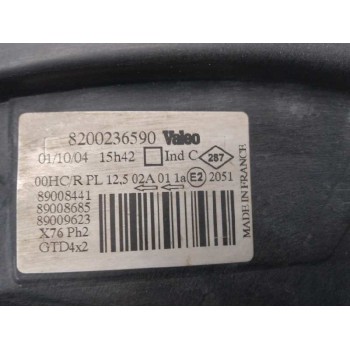 8200236590 Valeo
01/10/04 15h42 Ind C 287
00HC/R PL 12,5 02A 01 1a E2 2051
89008441
89008685
89009623
X76 Ph2
GTD4x2
MADE IN FRANCE